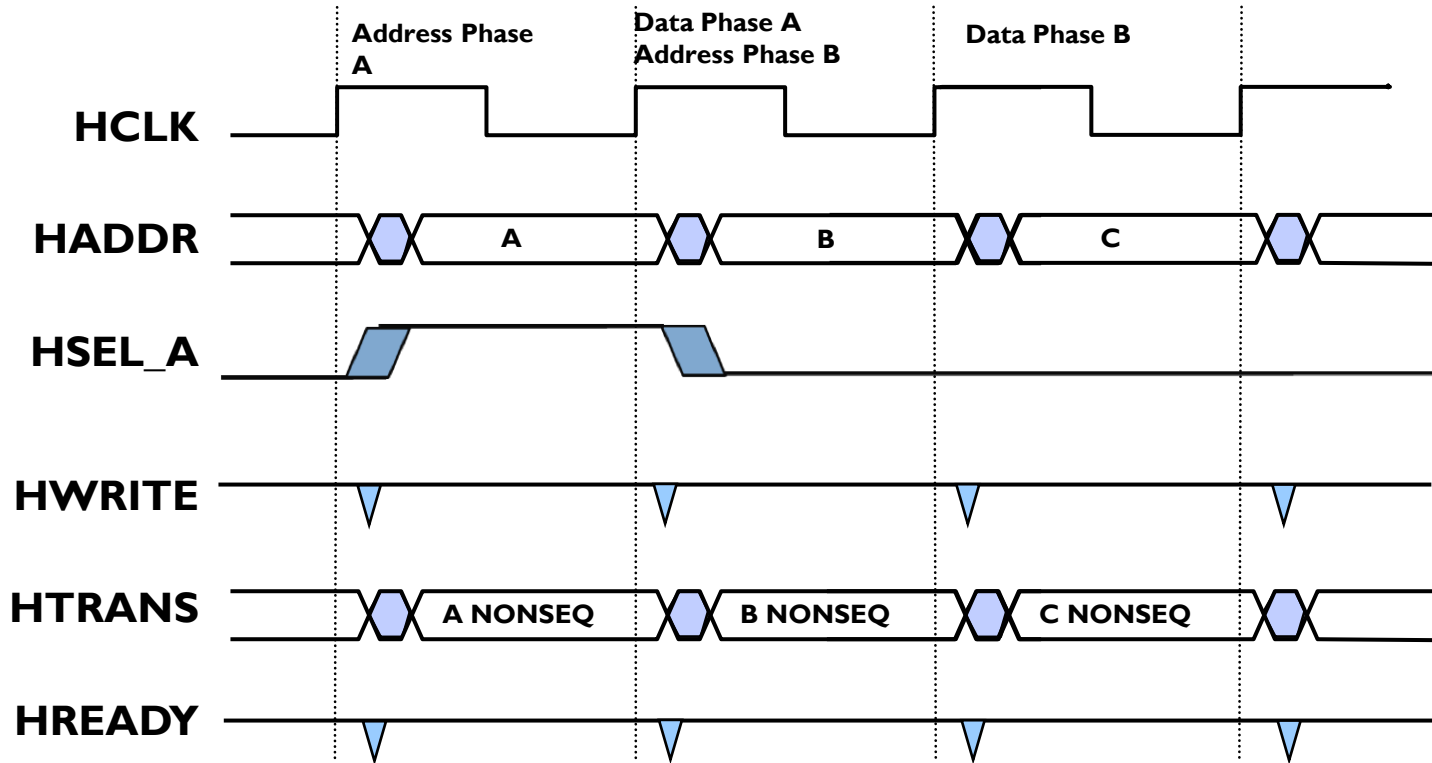 Address Phase
A
Data Phase A
Address Phase B
Data Phase B
HCLK
HADDR
A
B
C
HSEL_A
HWRITE
HTRANS
A NONSEQ
B NONSEQ
C NONSEQ
HREADY